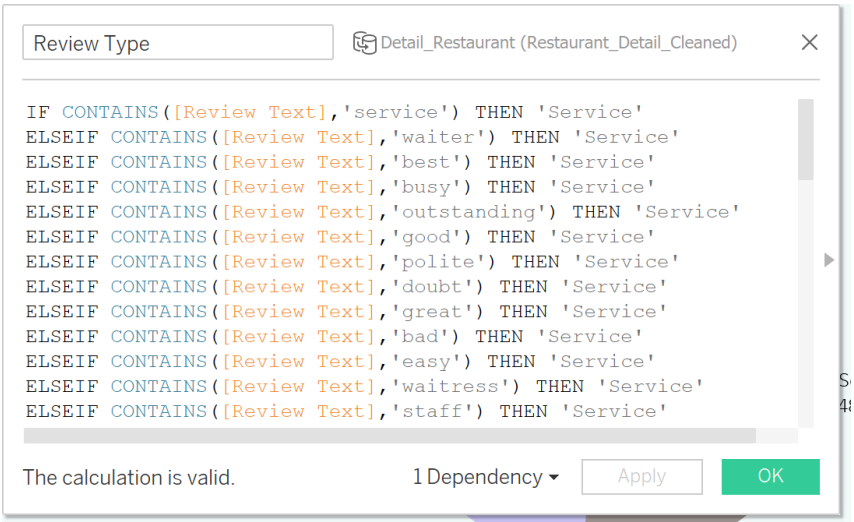 Review Type
Detail_Restaurant (Restaurant_Detail_Cleaned)
IF CONTAINS([Review Text],'service') THEN 'Service'
ELSEIF CONTAINS([Review Text],'waiter') THEN 'Service'
ELSEIF CONTAINS([Review Text],'best') THEN 'Service'
ELSEIF CONTAINS([Review Text],'busy') THEN 'Service'
ELSEIF CONTAINS([Review Text],'outstanding') THEN 'Service'
ELSEIF CONTAINS([Review Text],'good') THEN 'Service'
ELSEIF CONTAINS([Review Text],'polite') THEN 'Service'
ELSEIF CONTAINS([Review Text],'doubt') THEN 'Service'
ELSEIF CONTAINS([Review Text],'great') THEN 'Service'
ELSEIF CONTAINS([Review Text],'bad') THEN 'Service'
ELSEIF CONTAINS([Review Text],'easy') THEN 'Service'
ELSEIF CONTAINS([Review Text],'waitress') THEN 'Service'
ELSEIF CONTAINS([Review Text],'staff') THEN 'Service'
The calculation is valid.
1 Dependency
Apply
OK